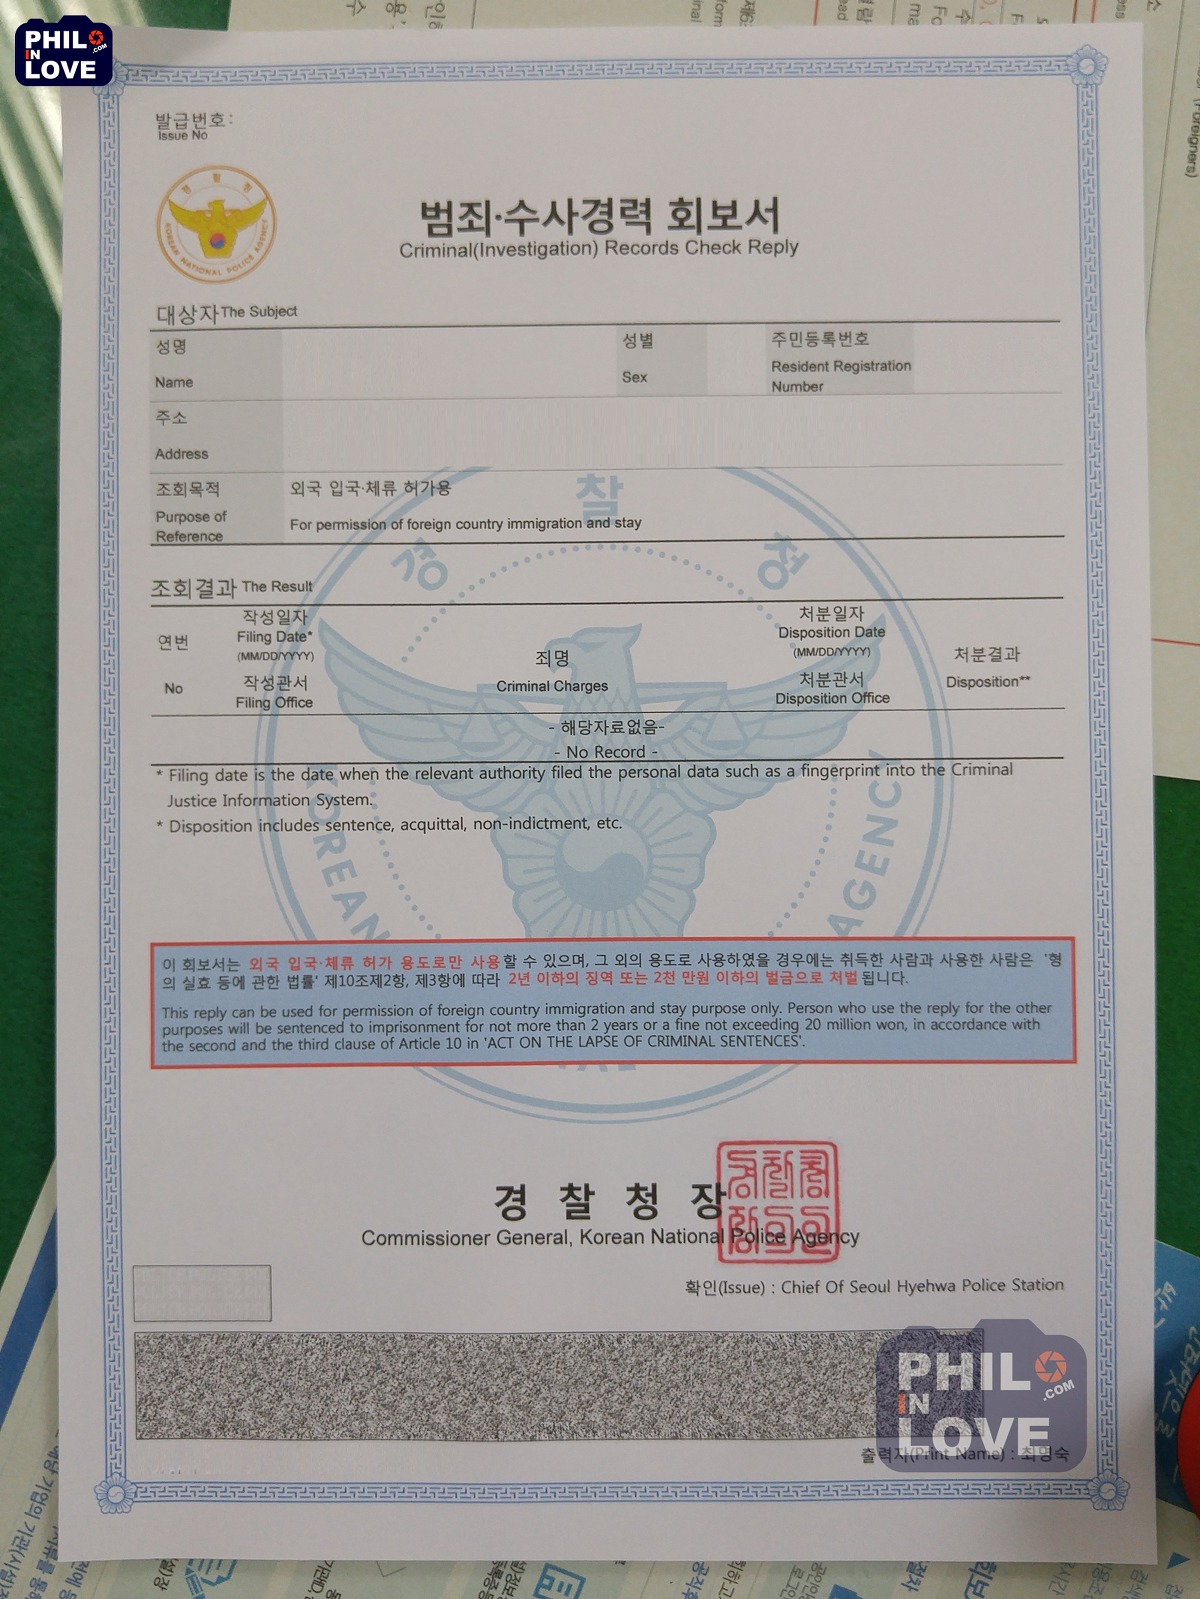 PHIL
iN
.COM
LOVE
발급번호:
Issue No
경 찰 청
KOREAN NATIONAL POLICE AGENCY
범죄·수사경력 회보서
Criminal(Investigation) Records Check Reply
대상자The Subject
성명
Name
성별
Sex
주민등록번호
Resident Registration
Number
주소
Address
조회목적
Purpose of
Reference
외국 입국·체류 허가용
For permission of foreign country immigration and stay
경 찰 청
조회결과 The Result
연번
No
작성일자
Filing Date*
(MM/DD/YYYY)
작성관서
Filing Office
죄명
Criminal Charges
처분일자
Disposition Date
(MM/DD/YYYY)
처분관서
Disposition Office
처분결과
Disposition**
- 해당자료없음-
- No Record -
* Filing date is the date when the relevant authority filed the personal data such as a fingerprint into the Criminal
Justice Information System.
* Disposition includes sentence, acquittal, non-indictment, etc.
KOREAN
AGENCY
이 회보서는 외국 입국·체류 허가 용도로만 사용할 수 있으며, 그 외의 용도로 사용하였을 경우에는 취득한 사람과 사용한 사람은 '형
의 실효 등에 관한 법률' 제10조제2항, 제3항에 따라 2년 이하의 징역 또는 2천 만원 이하의 벌금으로 처벌됩니다.
This reply can be used for permission of foreign country immigration and stay purpose only. Person who use the reply for the other
purposes will be sentenced to imprisonment for not more than 2 years or a fine not exceeding 20 million won, in accordance with
the second and the third clause of Article 10 in 'ACT ON THE LAPSE OF CRIMINAL SENTENCES'.
경 찰 청 장
Commissioner General, Korean National Police Agency
확인(Issue) : Chief Of Seoul Hyehwa Police Station
PHIL
iN
.COM
LOVE
출력자(Print Name) : 최명숙